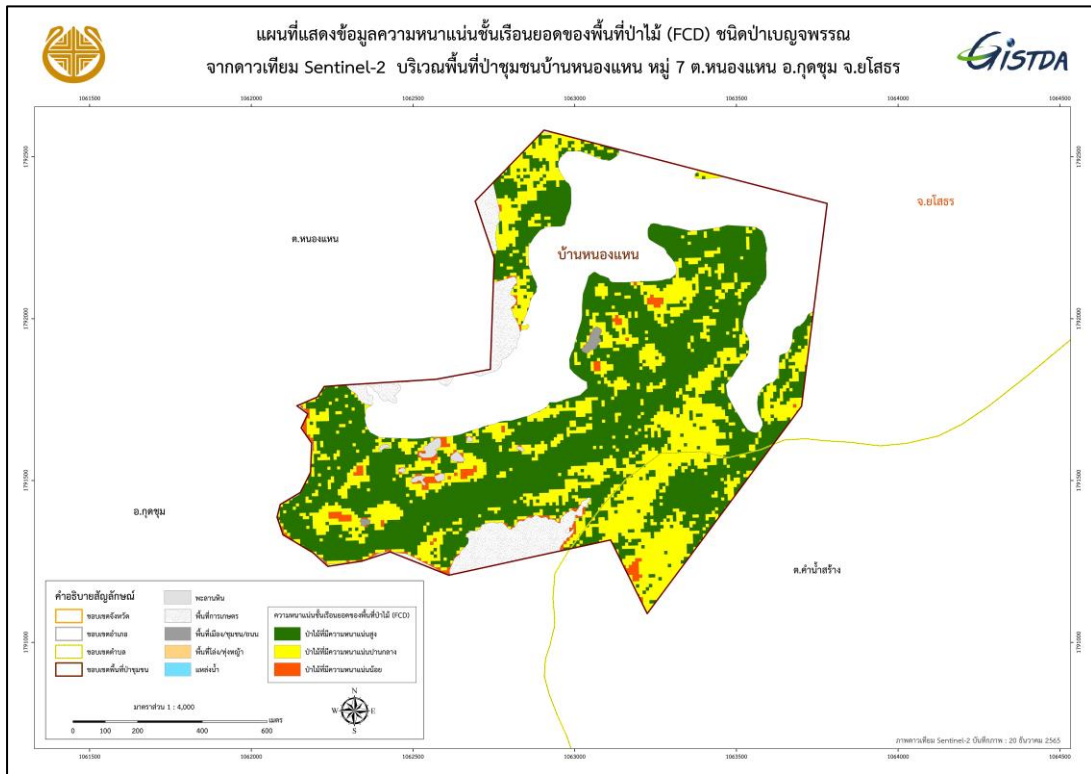 แผนที่แสดงข้อมูลความหนาแน่นชั้นเรือนยอดของพื้นที่ป่าไม้ (FCD) ชนิดป่าเบญจพรรณ
จากดาวเทียม Sentinel-2 บริเวณพื้นที่ป่าชุมชนบ้านหนองแหน หมู่ 7 ต.หนองแหน อ.กุดชุม จ.ยโสธร
GISTDA
1061500 1062000 1062500 1063000 1063500 1064000 1064500
1792500 1792500
จ.ยโสธร
ต.หนองแหน
บ้านหนองแหน
1792000 1792000
1791500 1791500
อ.กุดชุม
ต.คำน้ำสร้าง
1791000 1791000
คำอธิบายสัญลักษณ์
ขอบเขตจังหวัด
ขอบเขตอำเภอ
ขอบเขตตำบล
ขอบเขตพื้นที่ป่าชุมชน
พลาญหิน
พื้นที่การเกษตร
พื้นที่เมือง/ชุมชน/ถนน
พื้นที่โล่ง/ทุ่งหญ้า
แหล่งน้ำ
ความหนาแน่นชั้นเรือนยอดของพื้นที่ป่าไม้ (FCD)
ป่าไม้ที่มีความหนาแน่นสูง
ป่าไม้ที่มีความหนาแน่นปานกลาง
ป่าไม้ที่มีความหนาแน่นน้อย
มาตราส่วน 1 : 4,000
เมตร
0 100 200 400 600
N
W E
S
ภาพดาวเทียม Sentinel-2 บันทึกภาพ : 20 ธันวาคม 2565
1061500 1062000 1062500 1063000 1063500 1064000 1064500